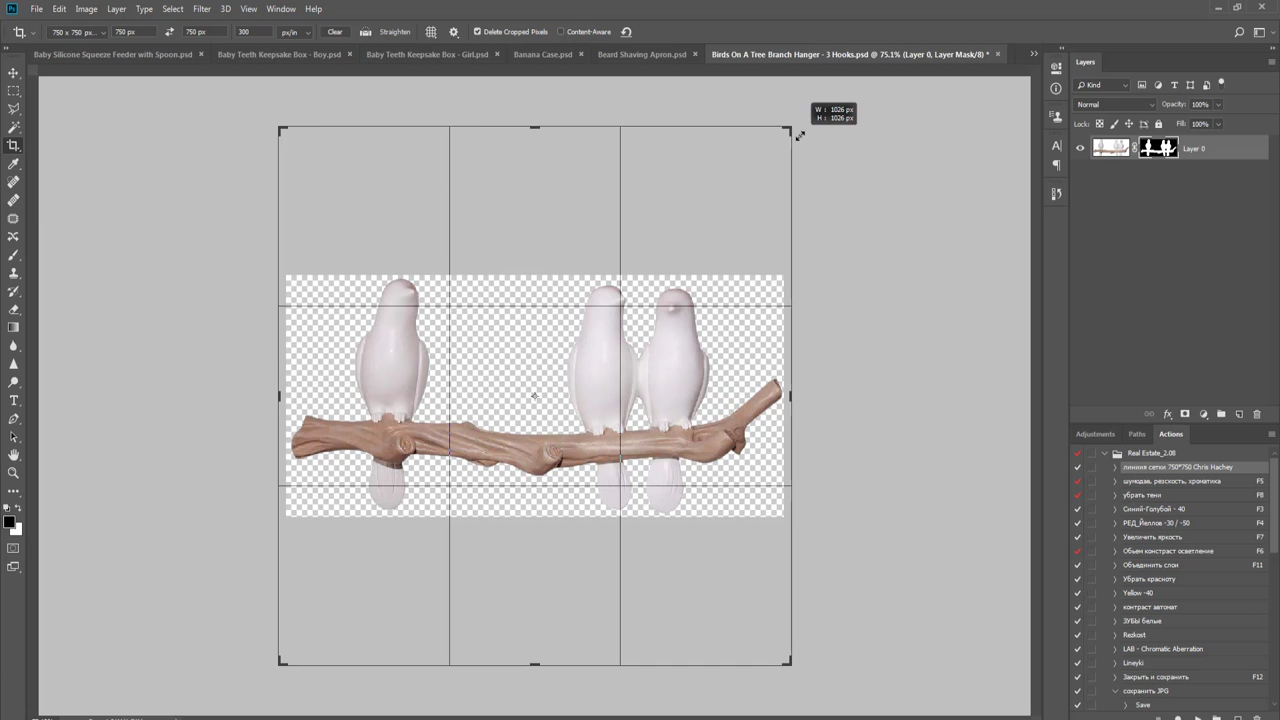 Ps File Edit Image Layer Type Select Filter 3D View Window Help
750 x 750 px... 750 px 750 px 300 px/in Clear Straighten Delete Cropped Pixels Content-Aware
Baby Silicone Squeeze Feeder with Spoon.psd × Baby Teeth Keepsake Box - Boy.psd × Baby Teeth Keepsake Box - Girl.psd × Banana Case.psd × Beard Shaving Apron.psd × Birds On A Tree Branch Hanger - 3 Hooks.psd @ 75.1% (Layer 0, Layer Mask/8) * ×
Layers
Kind
Normal Opacity: 100%
Lock: Fill: 100%
Layer 0
W : 1026 px
H : 1026 px
Adjustments Paths Actions
Real Estate_2.08
линиия сетки 750*750 Chris Hachey
шумодав, резскость, хроматика F5
убрать тени F8
Синий-Голубой - 40 F3
РЕД_Йеллов -30 / -50 F4
Увеличить яркость F7
Обьем констраст осветление F6
Объединить слои F11
Убрать красноту
Yellow -40
контраст автомат
ЗУБЫ белые
Rezkost
LAB - Chromatic Aberration
Lineyki
Закрыть и сохранить F12
сохранить JPG
Save